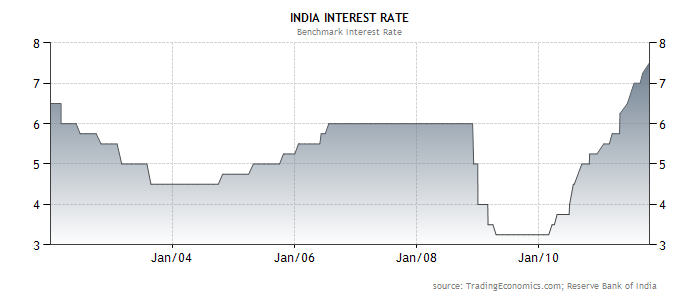 INDIA INTEREST RATE
Benchmark Interest Rate
8 8
7 7
6 6
5 5
4 4
3 3
Jan/04 Jan/06 Jan/08 Jan/10
source: TradingEconomics.com; Reserve Bank of India